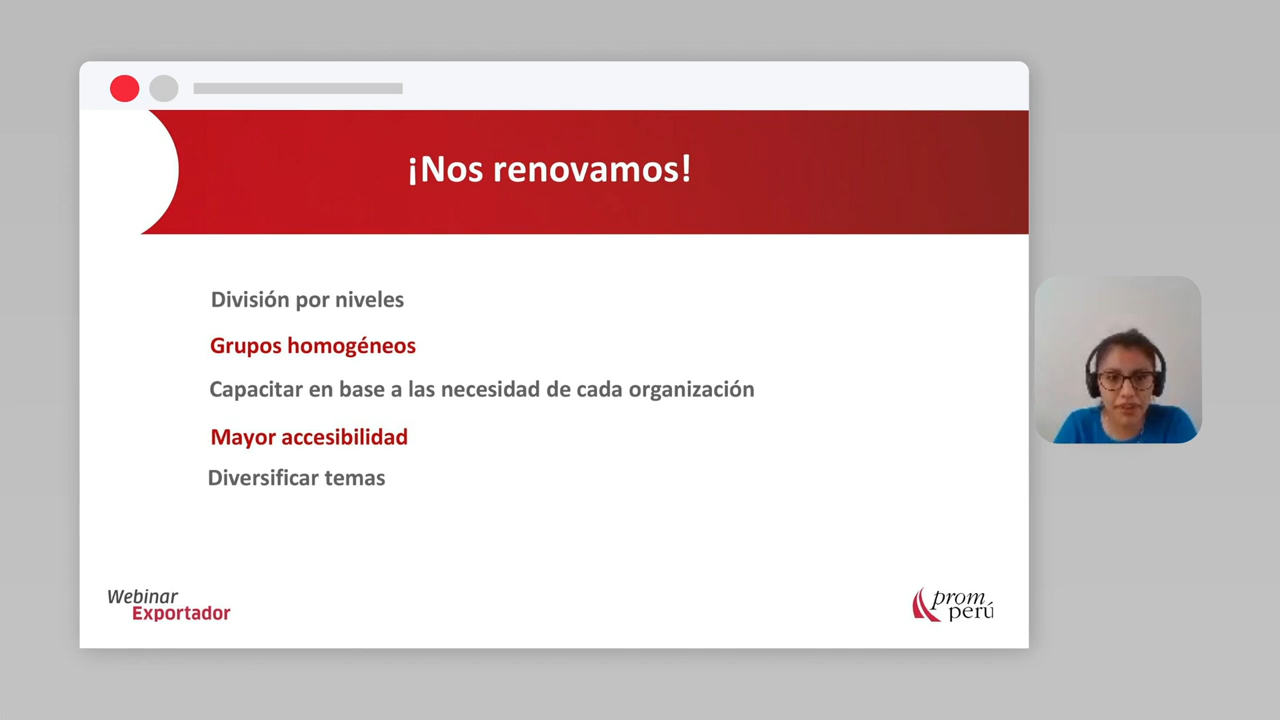 ¡Nos renovamos!
División por niveles
Grupos homogéneos
Capacitar en base a las necesidad de cada organización
Mayor accesibilidad
Diversificar temas
Webinar
Exportador
prom
perú